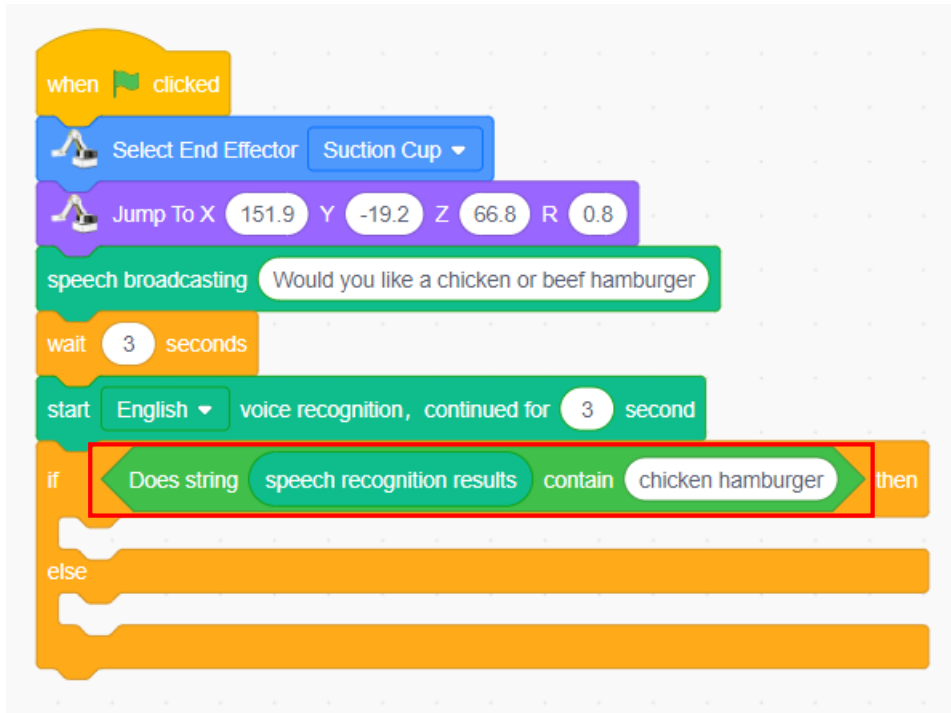 when clicked
Select End Effector Suction Cup
Jump To X 151.9 Y -19.2 Z 66.8 R 0.8
speech broadcasting Would you like a chicken or beef hamburger
wait 3 seconds
start English voice recognition, continued for 3 second
if Does string speech recognition results contain chicken hamburger then
else